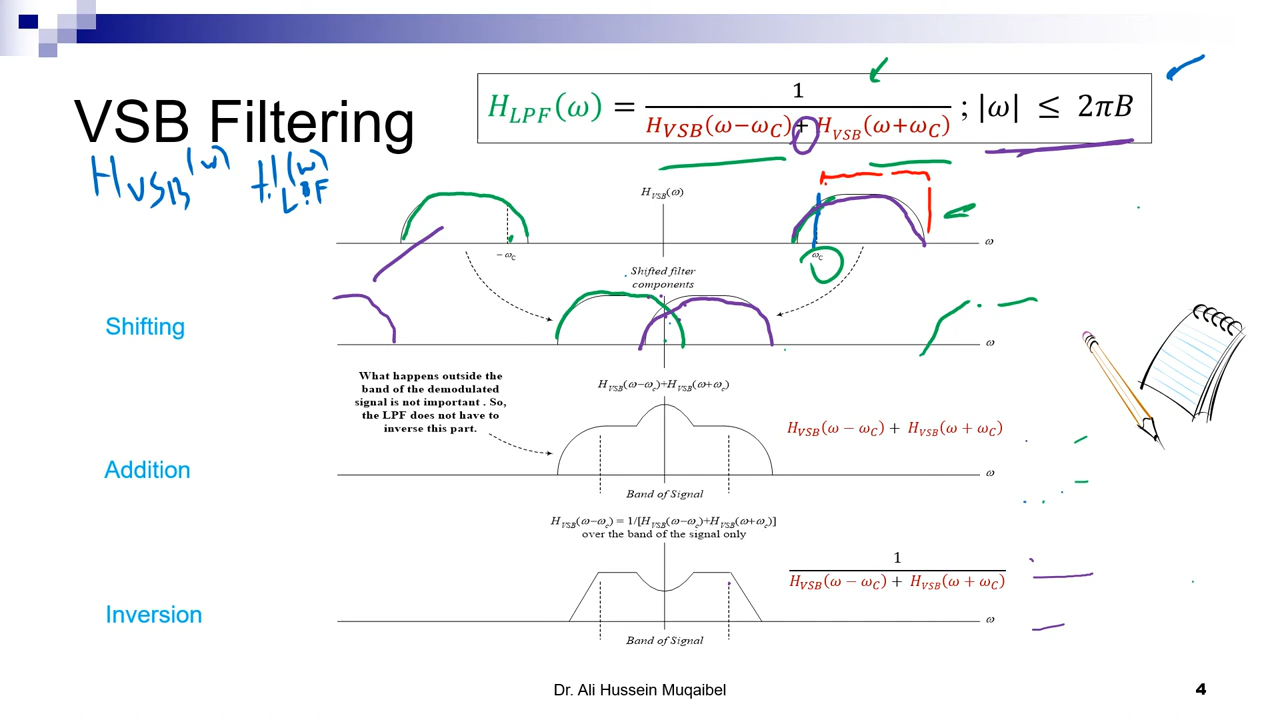 VSB Filtering
H_LPF(ω) = 1 / (H_VSB(ω−ω_C)+ H_VSB(ω+ω_C)) ; |ω| ≤ 2πB
H_VSB(ω) H_LPF(ω)
H_VSB(ω)
ω
−ω_C
ω_C
Shifted filter
components
Shifting
ω
What happens outside the
band of the demodulated
signal is not important . So,
the LPF does not have to
inverse this part.
H_VSB(ω−ω_c)+H_VSB(ω+ω_c)
H_VSB(ω − ω_C) + H_VSB(ω + ω_C)
Addition
ω
Band of Signal
H_VSB(ω−ω_c) = 1/[H_VSB(ω−ω_c)+H_VSB(ω+ω_c)]
over the band of the signal only
1 / (H_VSB(ω − ω_C) + H_VSB(ω + ω_C))
Inversion
ω
Band of Signal
Dr. Ali Hussein Muqaibel
4